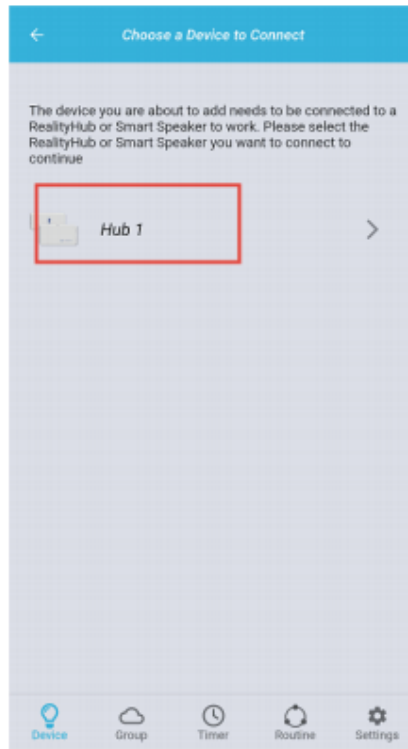 Choose a Device to Connect
The device you are about to add needs to be connected to a
RealityHub or Smart Speaker to work. Please select the
RealityHub or Smart Speaker you want to connect to
continue
Hub 1
Device Group Timer Routine Settings